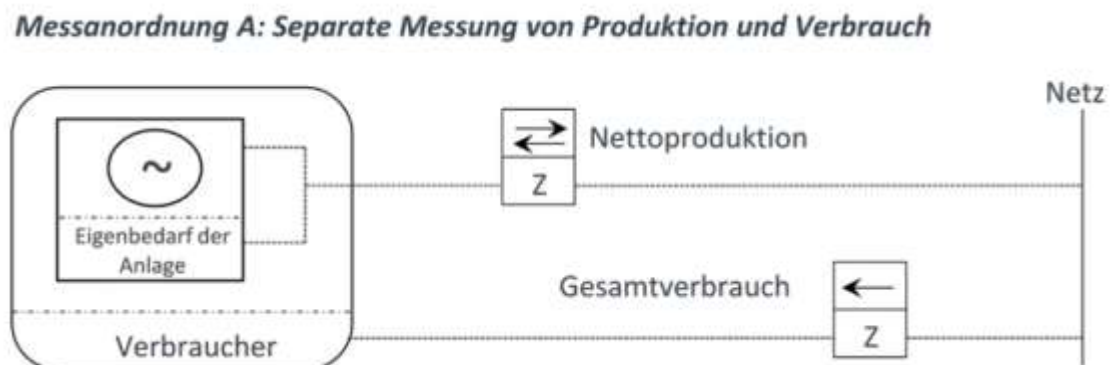 Messanordnung A: Separate Messung von Produktion und Verbrauch
Netz
Nettoproduktion
Z
~
Eigenbedarf der
Anlage
Gesamtverbrauch
Z
Verbraucher